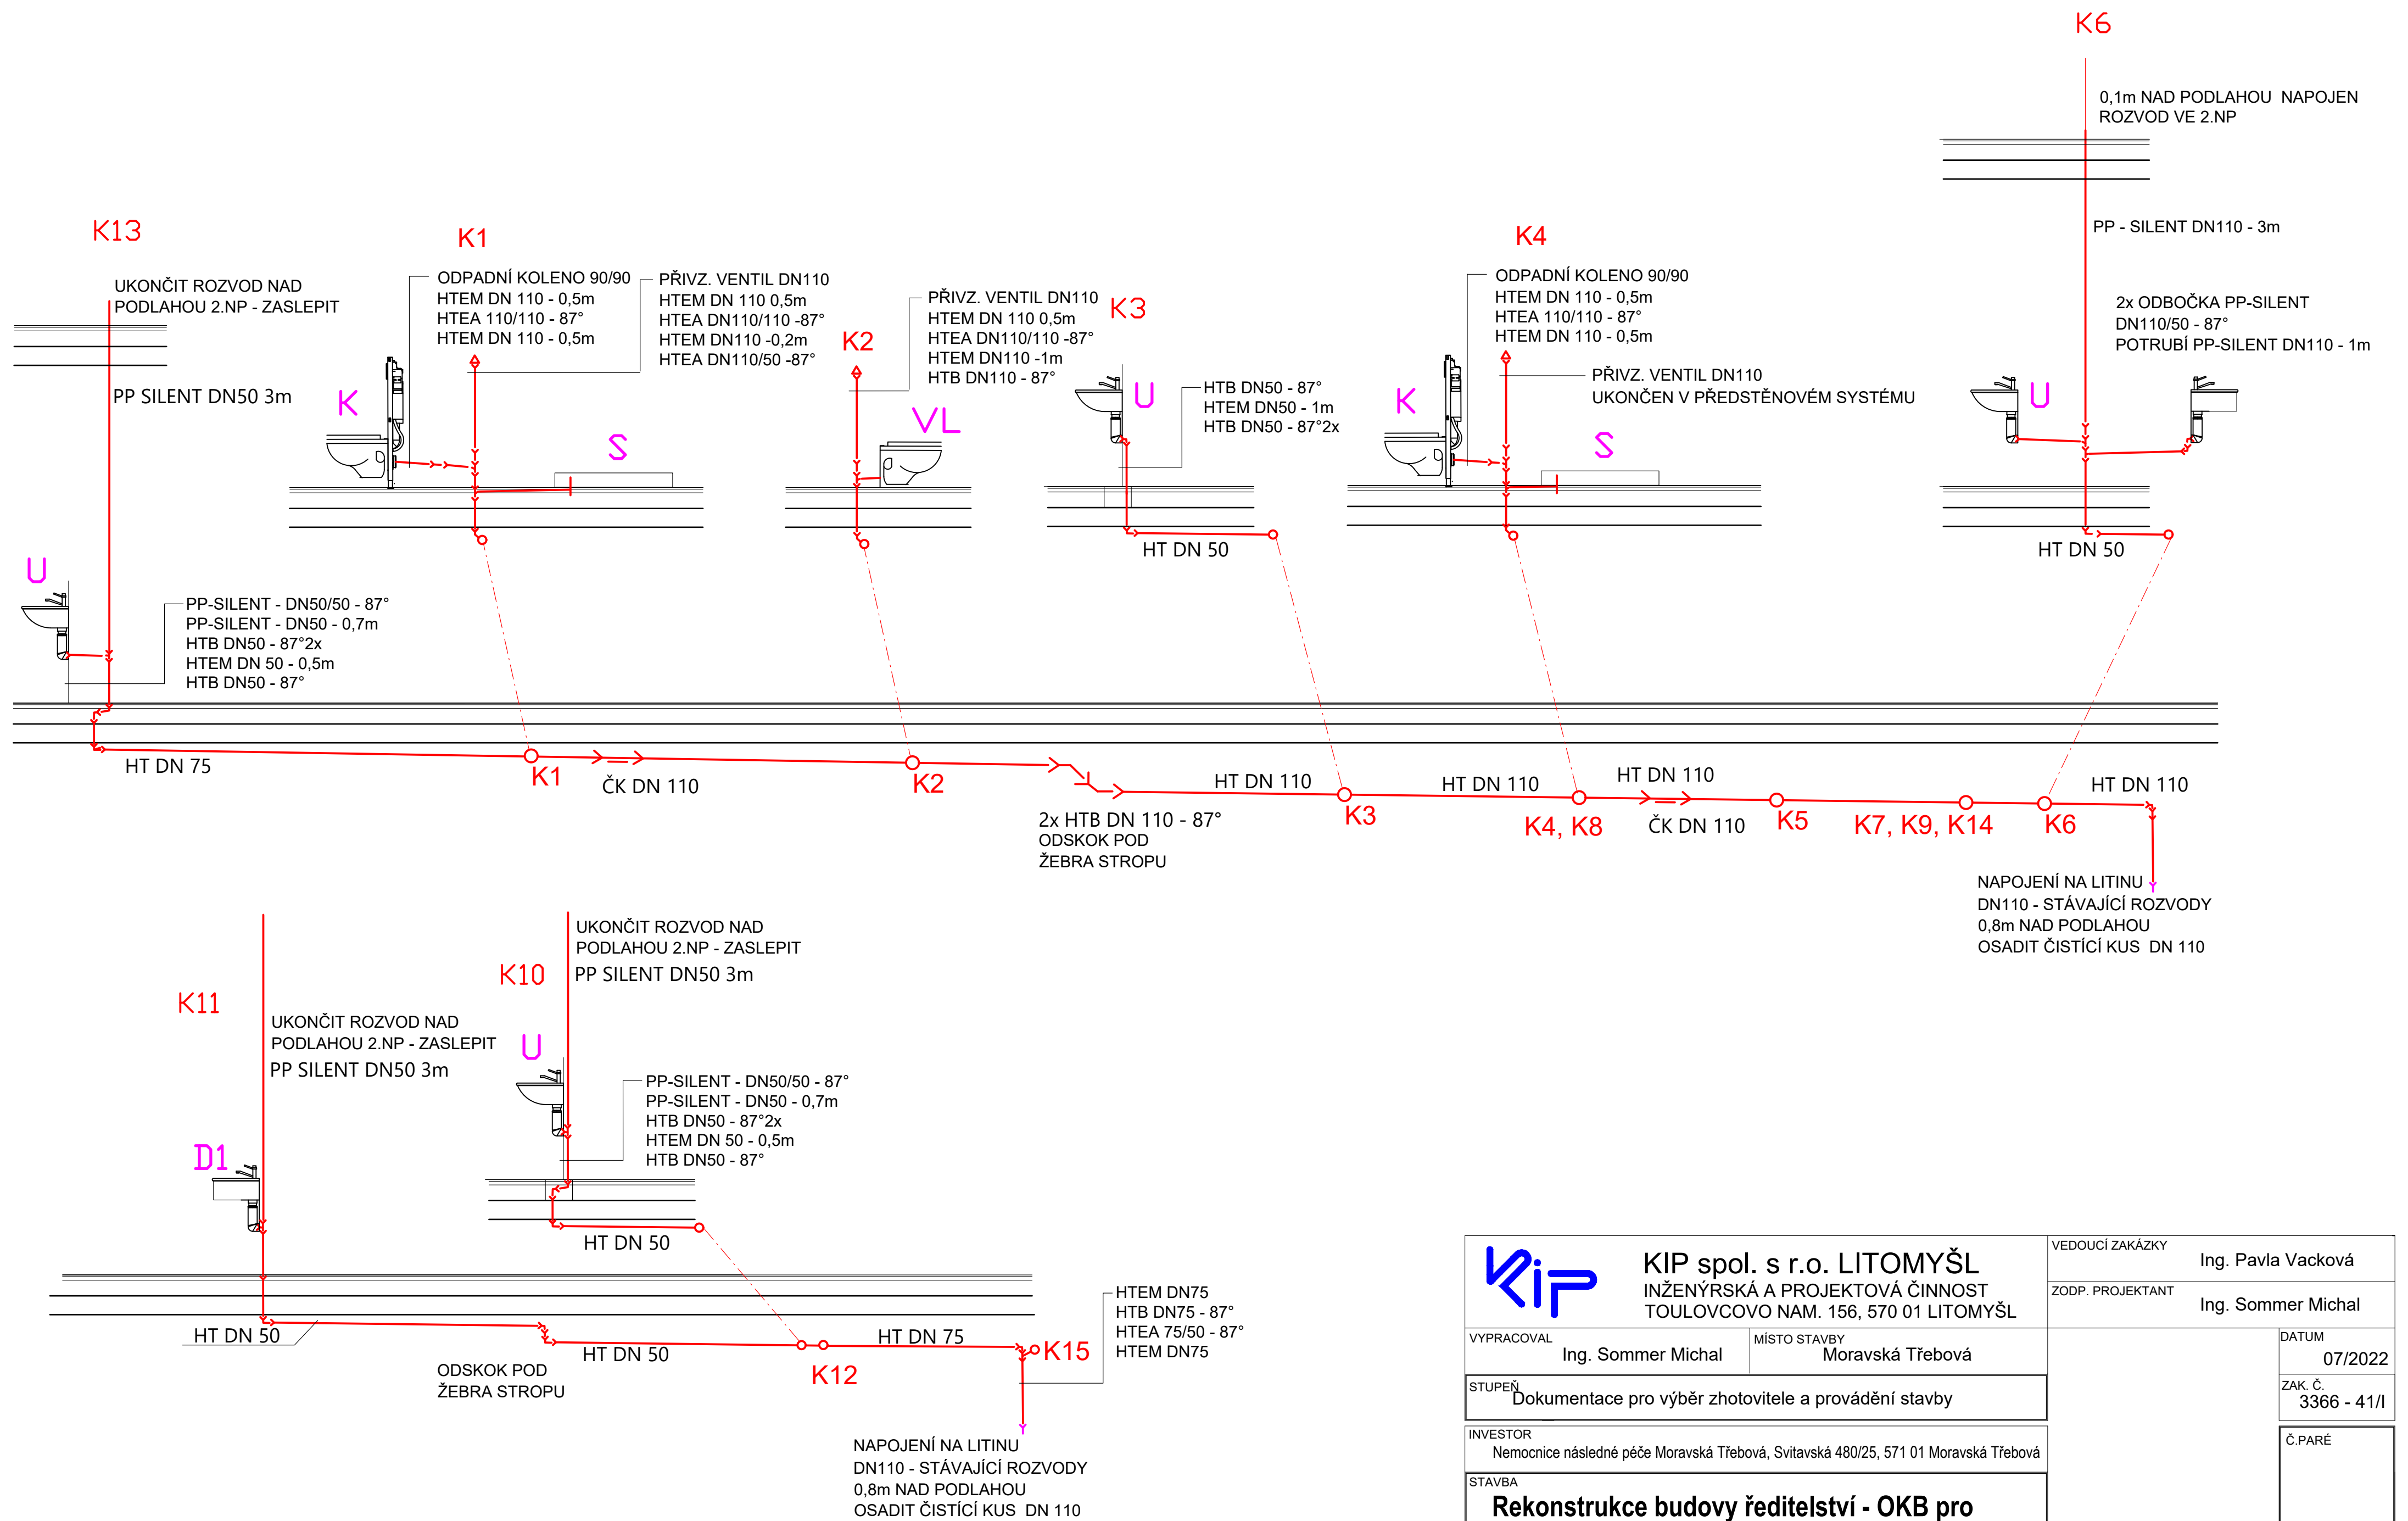 K6
0,1m NAD PODLAHOU NAPOJEN
ROZVOD VE 2.NP
PP - SILENT DN110 - 3m
2x ODBOČKA PP-SILENT
DN110/50 - 87°
POTRUBÍ PP-SILENT DN110 - 1m
U
HT DN 50
K13
UKONČIT ROZVOD NAD
PODLAHOU 2.NP - ZASLEPIT
PP SILENT DN50 3m
U
PP-SILENT - DN50/50 - 87°
PP-SILENT - DN50 - 0,7m
HTB DN50 - 87°2x
HTEM DN 50 - 0,5m
HTB DN50 - 87°
K1
ODPADNÍ KOLENO 90/90
HTEM DN 110 - 0,5m
HTEA 110/110 - 87°
HTEM DN 110 - 0,5m
PŘIVZ. VENTIL DN110
HTEM DN 110 0,5m
HTEA DN110/110 -87°
HTEM DN110 -0,2m
HTEA DN110/50 -87°
K
S
K2
PŘIVZ. VENTIL DN110
HTEM DN 110 0,5m
HTEA DN110/110 -87°
HTEM DN110 -1m
HTB DN110 - 87°
VL
K3
U
HTB DN50 - 87°
HTEM DN50 - 1m
HTB DN50 - 87°2x
HT DN 50
K4
ODPADNÍ KOLENO 90/90
HTEM DN 110 - 0,5m
HTEA 110/110 - 87°
HTEM DN 110 - 0,5m
PŘIVZ. VENTIL DN110
UKONČEN V PŘEDSTĚNOVÉM SYSTÉMU
K
S
HT DN 75
K1
ČK DN 110
K2
2x HTB DN 110 - 87°
ODSKOK POD
ŽEBRA STROPU
HT DN 110
K3
HT DN 110
K4, K8
HT DN 110
ČK DN 110
K5
K7, K9, K14
K6
HT DN 110
NAPOJENÍ NA LITINU
DN110 - STÁVAJÍCÍ ROZVODY
0,8m NAD PODLAHOU
OSADIT ČISTÍCÍ KUS DN 110
K11
UKONČIT ROZVOD NAD
PODLAHOU 2.NP - ZASLEPIT
PP SILENT DN50 3m
D1
K10
UKONČIT ROZVOD NAD
PODLAHOU 2.NP - ZASLEPIT
PP SILENT DN50 3m
U
PP-SILENT - DN50/50 - 87°
PP-SILENT - DN50 - 0,7m
HTB DN50 - 87°2x
HTEM DN 50 - 0,5m
HTB DN50 - 87°
HT DN 50
HT DN 50
ODSKOK POD
ŽEBRA STROPU
HT DN 50
K12
HT DN 75
K15
HTEM DN75
HTB DN75 - 87°
HTEA 75/50 - 87°
HTEM DN75
NAPOJENÍ NA LITINU
DN110 - STÁVAJÍCÍ ROZVODY
0,8m NAD PODLAHOU
OSADIT ČISTÍCÍ KUS DN 110
KiP
KIP spol. s r.o. LITOMYŠL
INŽENÝRSKÁ A PROJEKTOVÁ ČINNOST
TOULOVCOVO NAM. 156, 570 01 LITOMYŠL
VEDOUCÍ ZAKÁZKY
Ing. Pavla Vacková
ZODP. PROJEKTANT
Ing. Sommer Michal
VYPRACOVAL
Ing. Sommer Michal
MÍSTO STAVBY
Moravská Třebová
DATUM
07/2022
STUPEŇ
Dokumentace pro výběr zhotovitele a provádění stavby
ZAK. Č.
3366 - 41/I
INVESTOR
Nemocnice následné péče Moravská Třebová, Svitavská 480/25, 571 01 Moravská Třebová
Č.PARÉ
STAVBA
Rekonstrukce budovy ředitelství - OKB pro